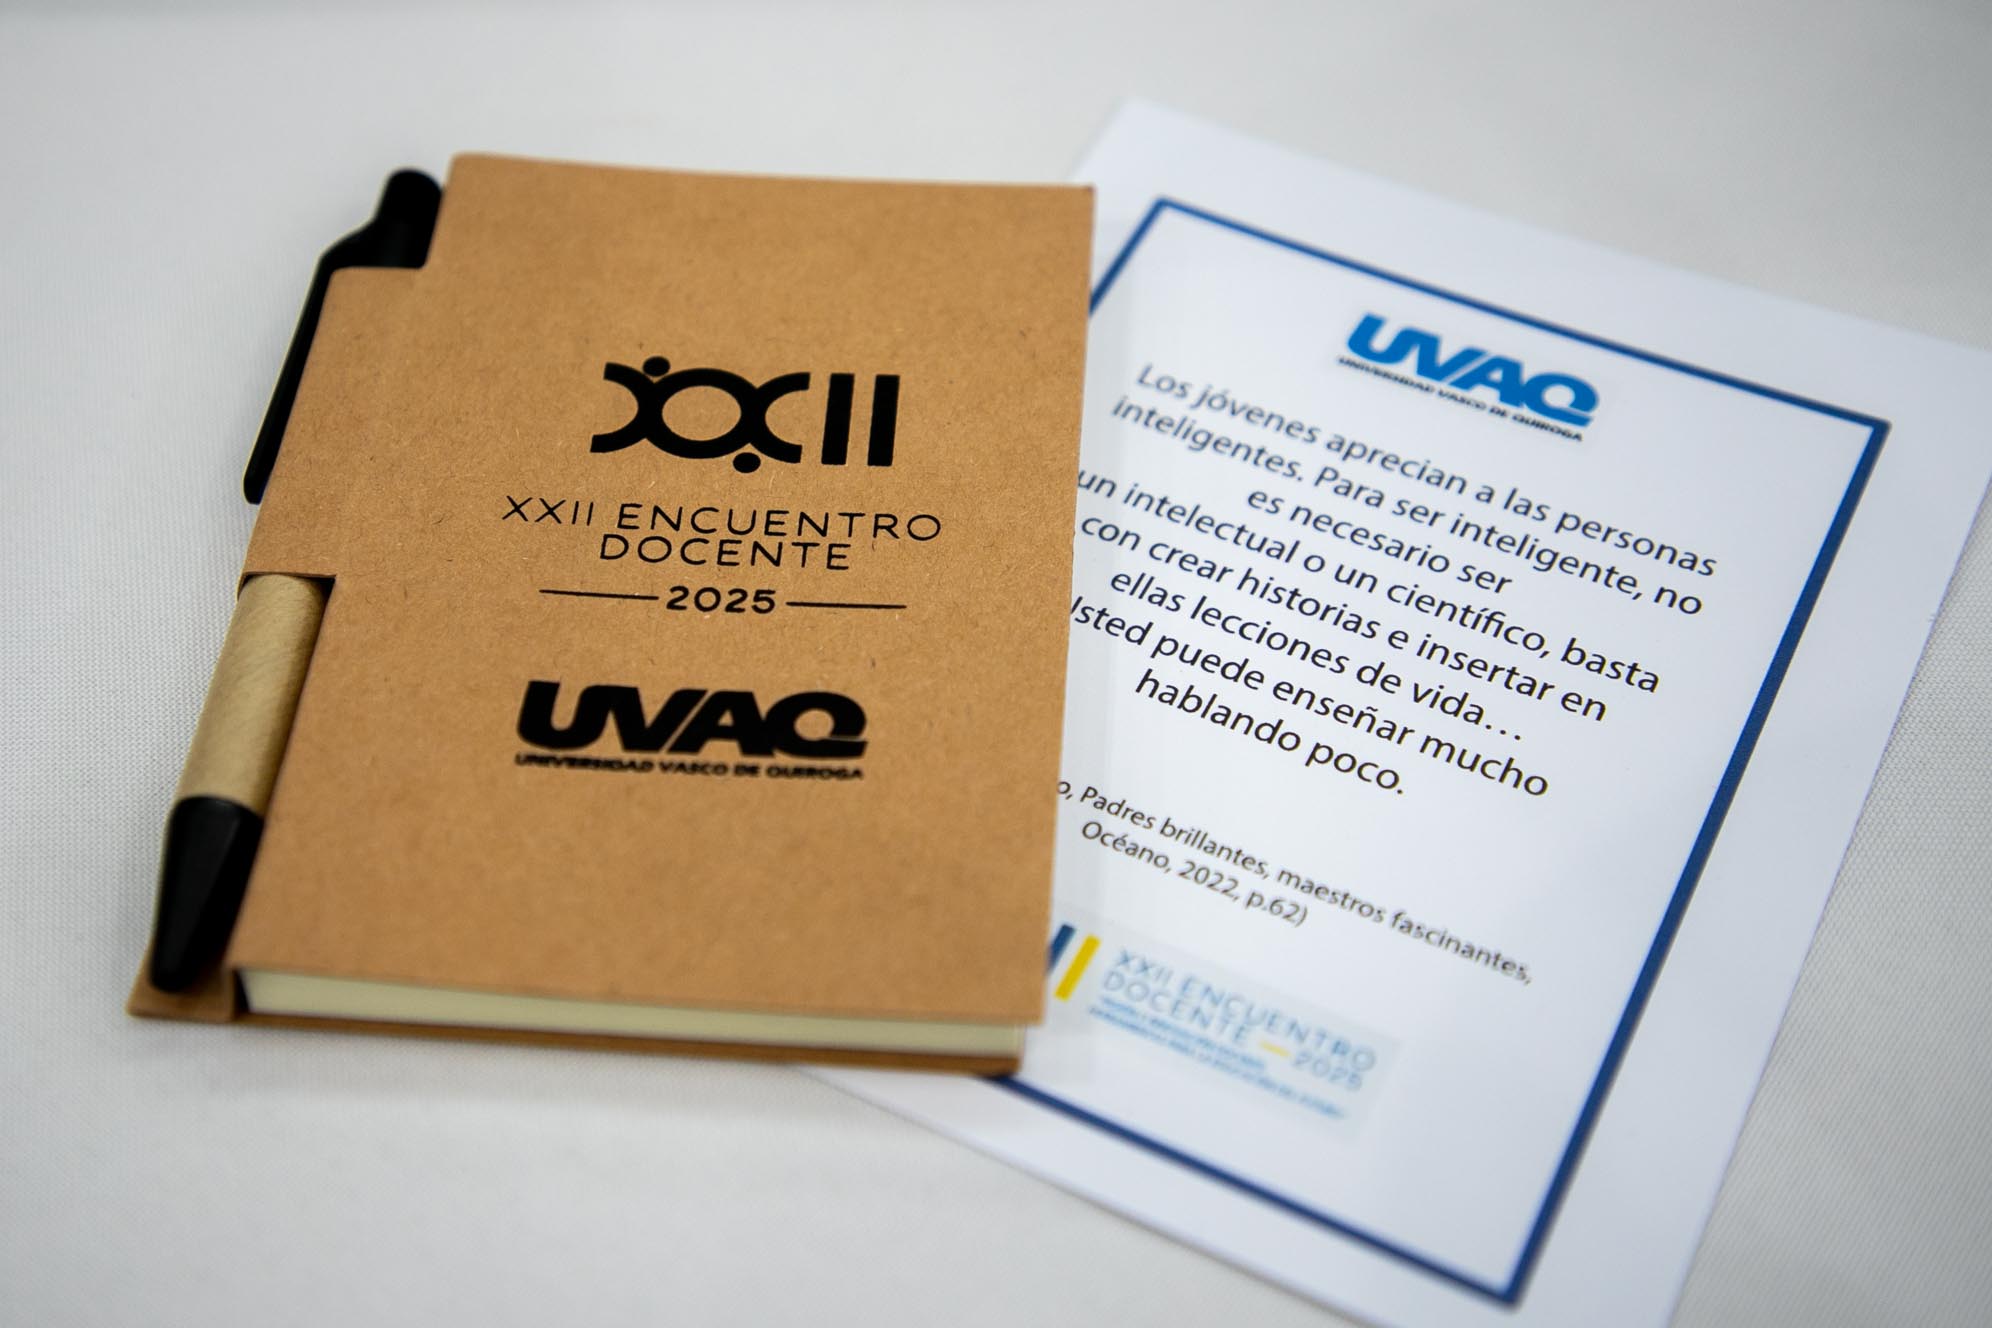 XXII
XXII ENCUENTRO
DOCENTE
2025
UVAQ
UNIVERSIDAD VASCO DE QUIROGA
UVAQ
UNIVERSIDAD VASCO DE QUIROGA
Los jóvenes aprecian a las personas
inteligentes. Para ser inteligente, no
es necesario ser
un intelectual o un científico, basta
con crear historias e insertar en
ellas lecciones de vida...
Usted puede enseñar mucho
hablando poco.
o, Padres brillantes, maestros fascinantes,
Océano, 2022, p.62)
XXII ENCUENTRO
DOCENTE — 2025